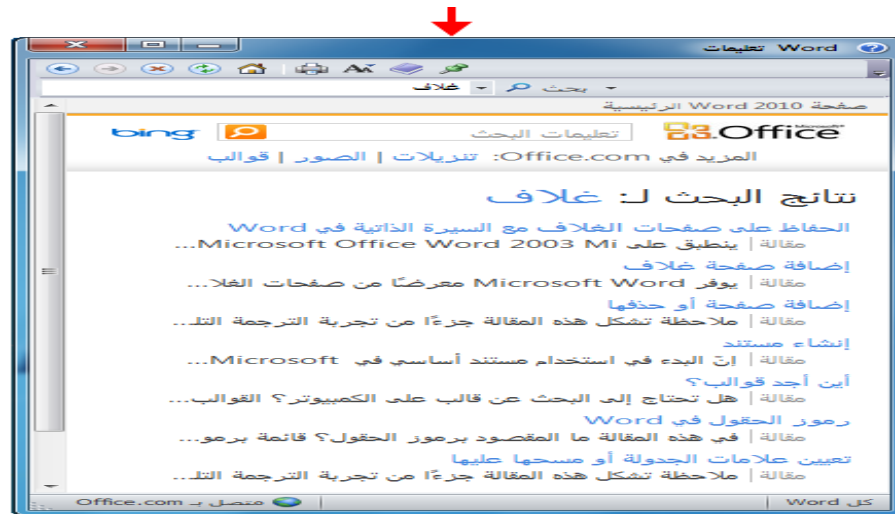 تعليمات Word
بحث غلاف
صفحة Word 2010 الرئيسية
Microsoft Office تعليمات البحث bing
المزيد في Office.com: تنزيلات | الصور | قوالب
نتائج البحث لـ: غلاف
الحفاظ على صفحات الغلاف مع السيرة الذاتية في Word
مقالة | ينطبق على Microsoft Office Word 2003 Mi...
إضافة صفحة غلاف
مقالة | يوفر Microsoft Word معرضًا من صفحات الغلا...
إضافة صفحة أو حذفها
مقالة | ملاحظة تشكل هذه المقالة جزءًا من تجربة الترجمة التل...
إنشاء مستند
مقالة | إنّ البدء في استخدام مستند أساسي في Microsoft...
أين أجد قوالب؟
مقالة | هل تحتاج إلى البحث عن قالب على الكمبيوتر؟ القوالب...
رموز الحقول في Word
مقالة | في هذه المقالة ما المقصود برموز الحقول؟ قائمة برمو...
تعيين علامات الجدولة أو مسحها عليها
مقالة | ملاحظة تشكل هذه المقالة جزءًا من تجربة الترجمة التل...
كل Word متصل بـ Office.com